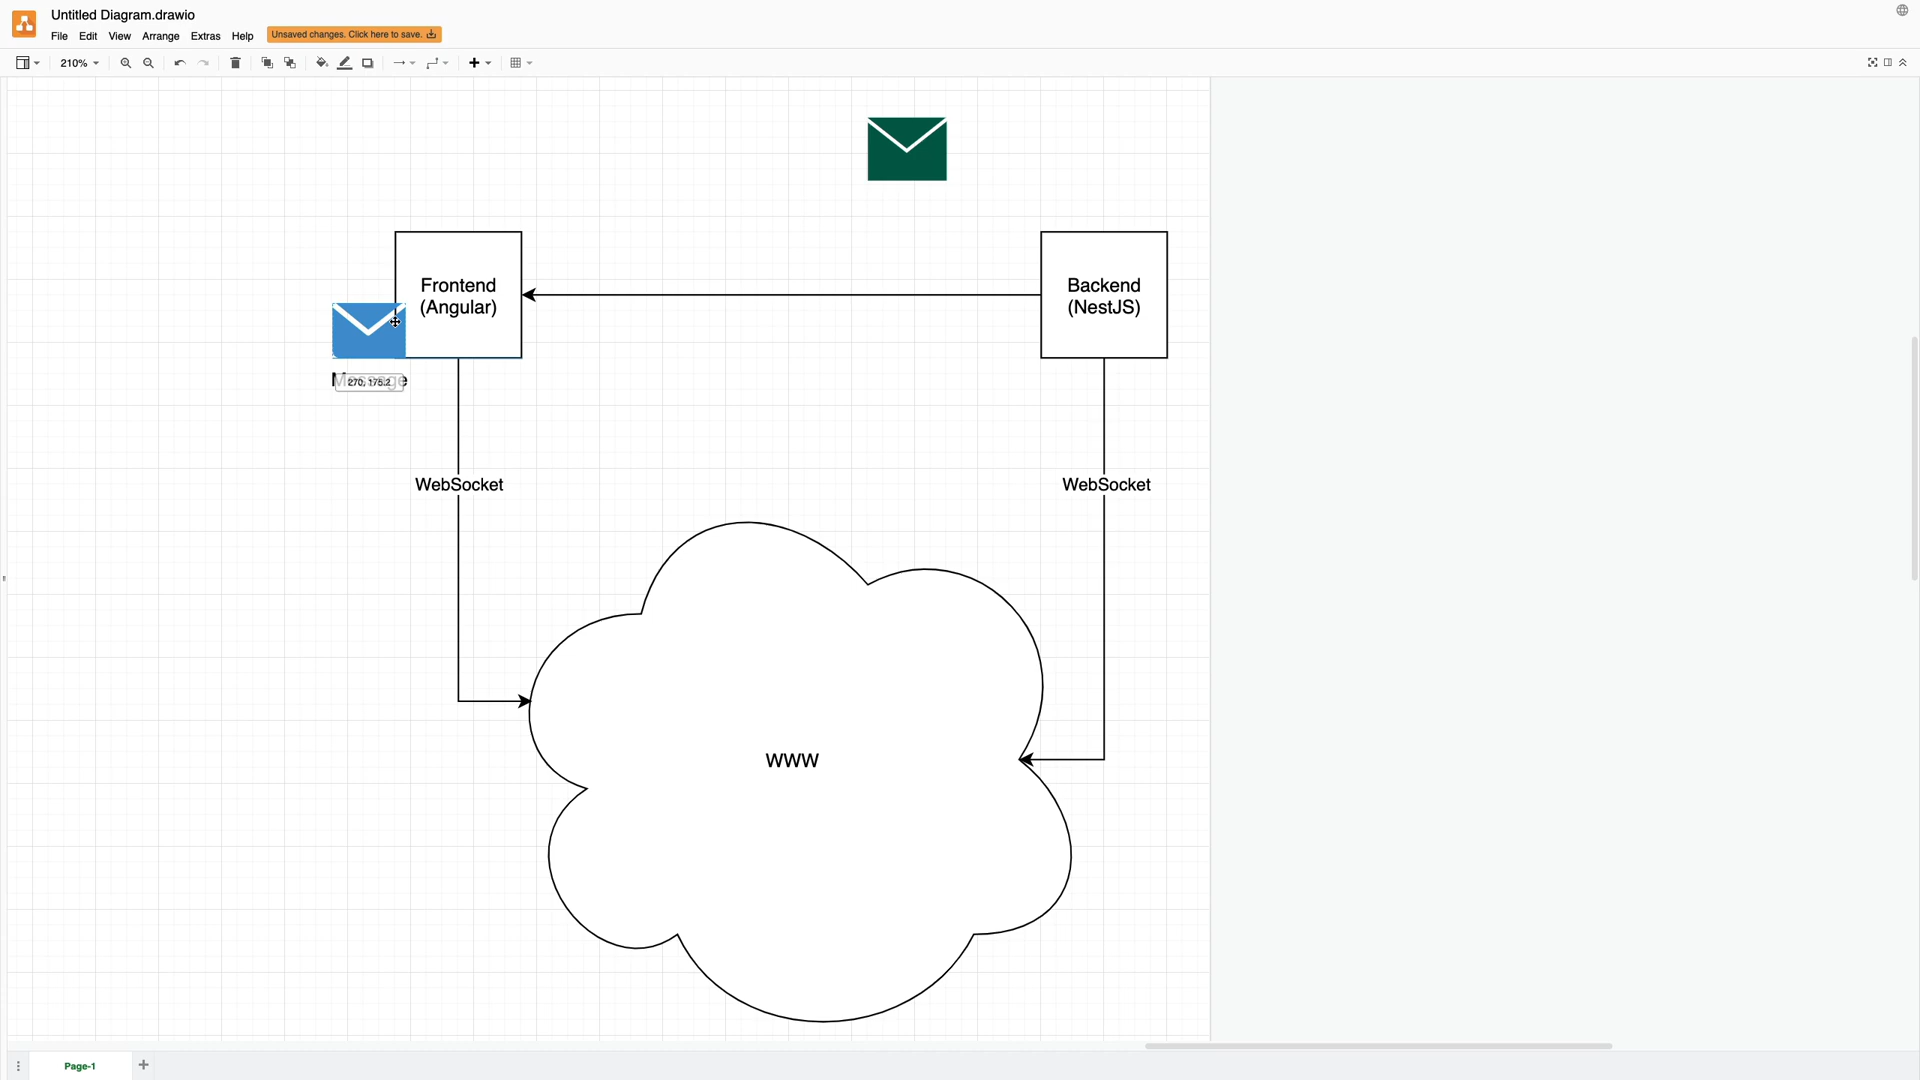 Untitled Diagram.drawio
File Edit View Arrange Extras Help Unsaved changes. Click here to save.
210%
Frontend
(Angular)
Backend
(NestJS)
Message
270, 175.2
WebSocket WebSocket
WWW
Page-1